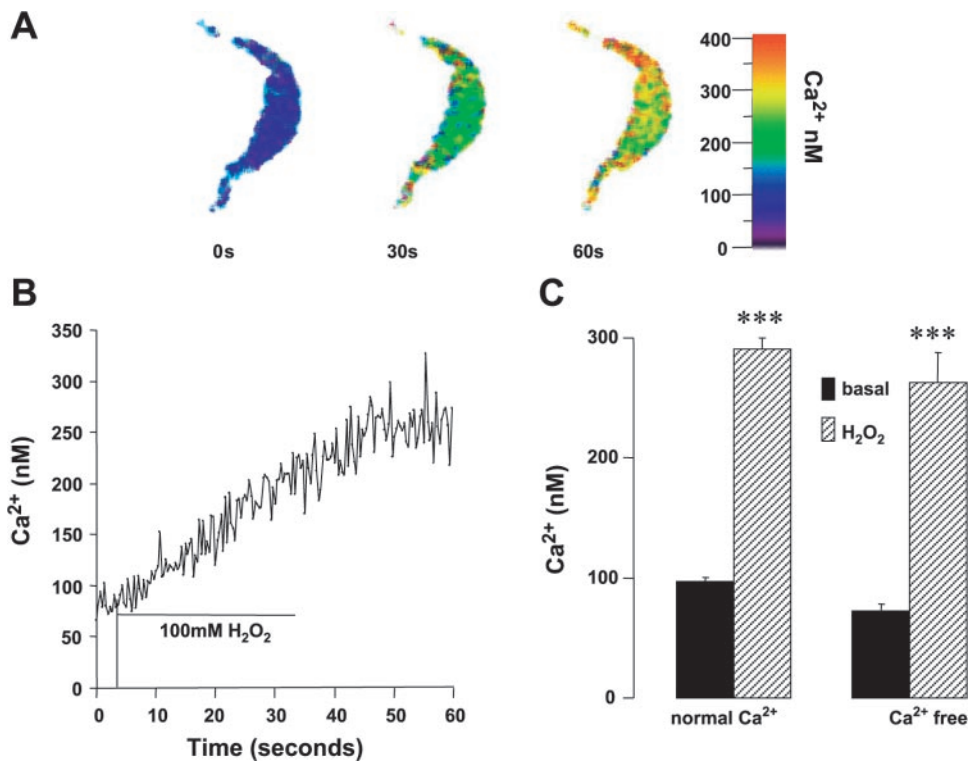 A
0s
30s
60s
400
300
200
100
0
Ca²⁺ nM
B
350
300
250
200
150
100
50
0
Ca²⁺ (nM)
100mM H₂O₂
0 10 20 30 40 50 60
Time (seconds)
C
300
200
100
0
Ca²⁺ (nM)
*** ***
basal
H₂O₂
normal Ca²⁺ Ca²⁺ free